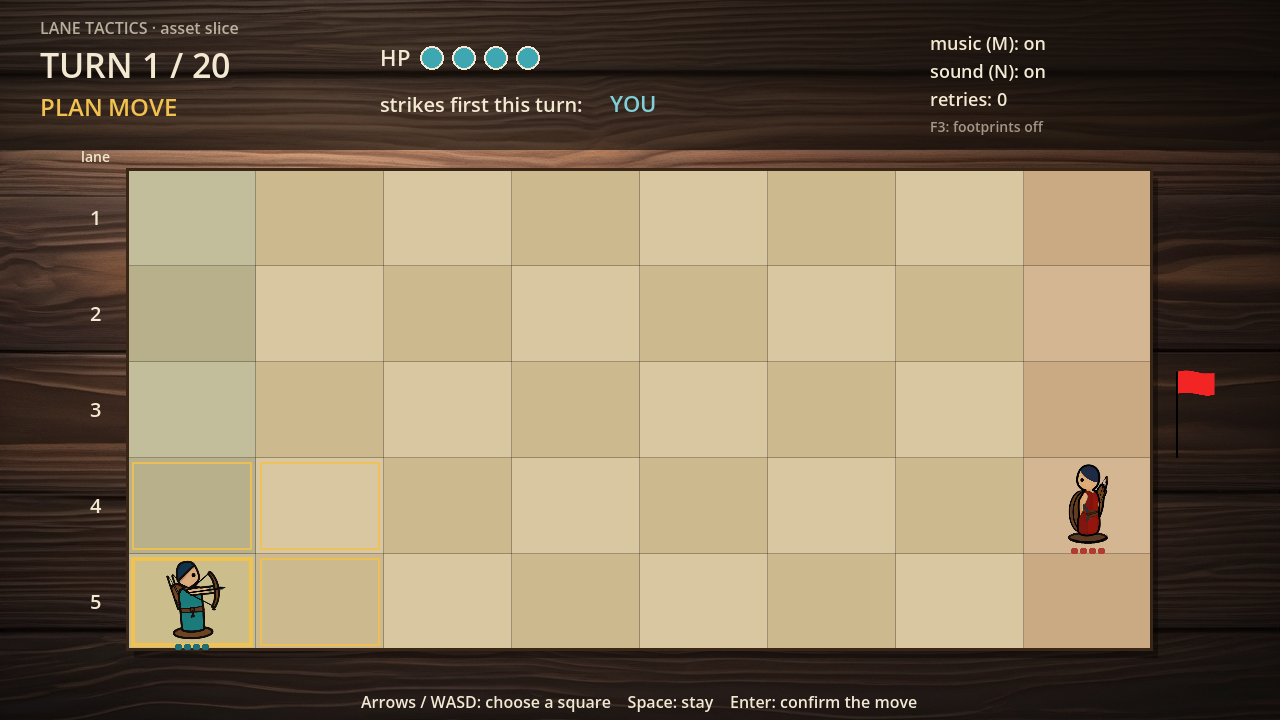 LANE TACTICS · asset slice
TURN 1 / 20
PLAN MOVE
HP
strikes first this turn: YOU
music (M): on
sound (N): on
retries: 0
F3: footprints off
lane
1
2
3
4
5
Arrows / WASD: choose a square Space: stay Enter: confirm the move